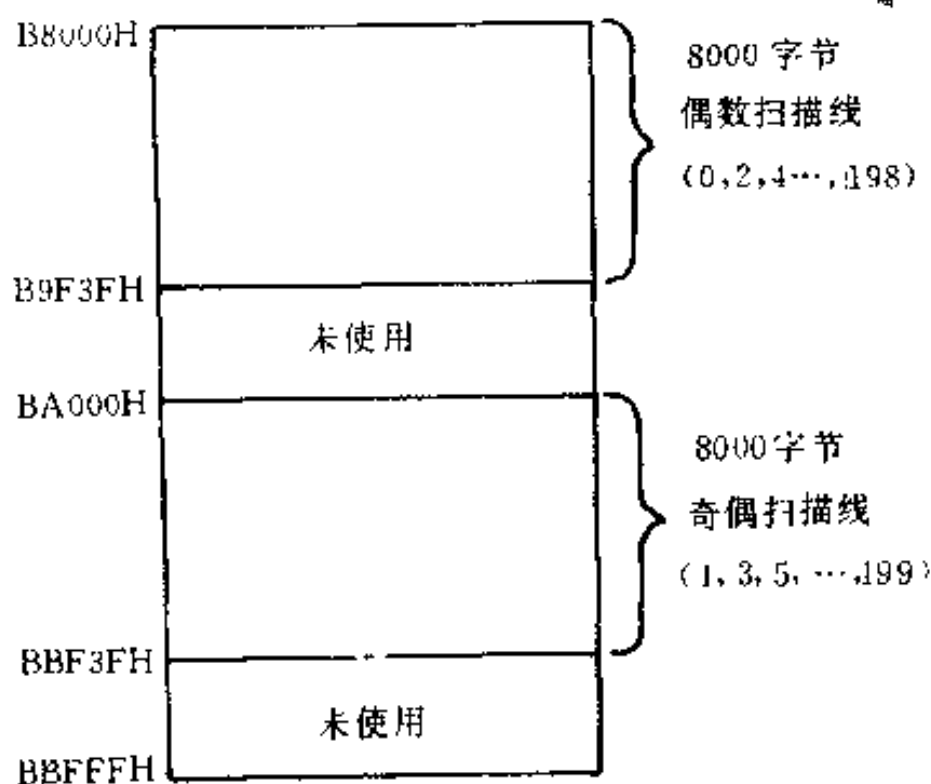 B8000H
8000 字节
偶数扫描线
(0,2,4…,198)
B9F3FH
未使用
BA000H
8000字节
奇偶扫描线
(1,3,5,…,199)
BBF3FH
未使用
BBFFFH